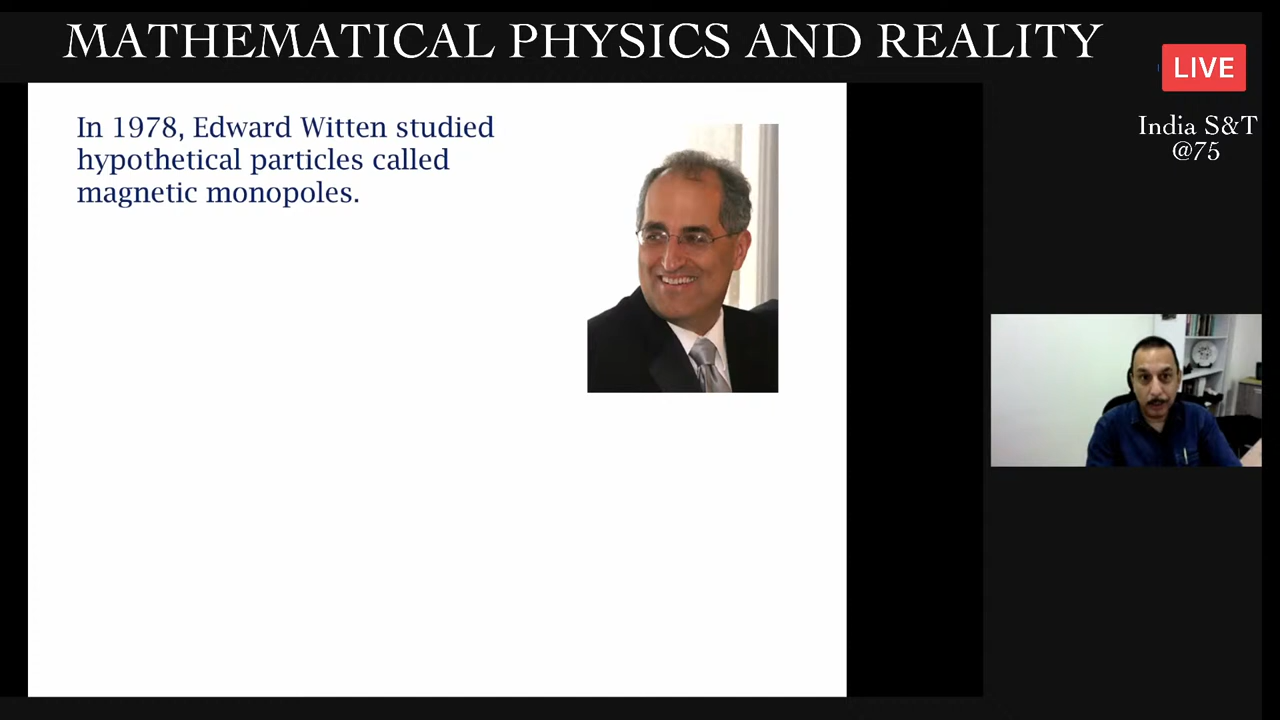 MATHEMATICAL PHYSICS AND REALITY
LIVE
India S&T
@75
In 1978, Edward Witten studied
hypothetical particles called
magnetic monopoles.